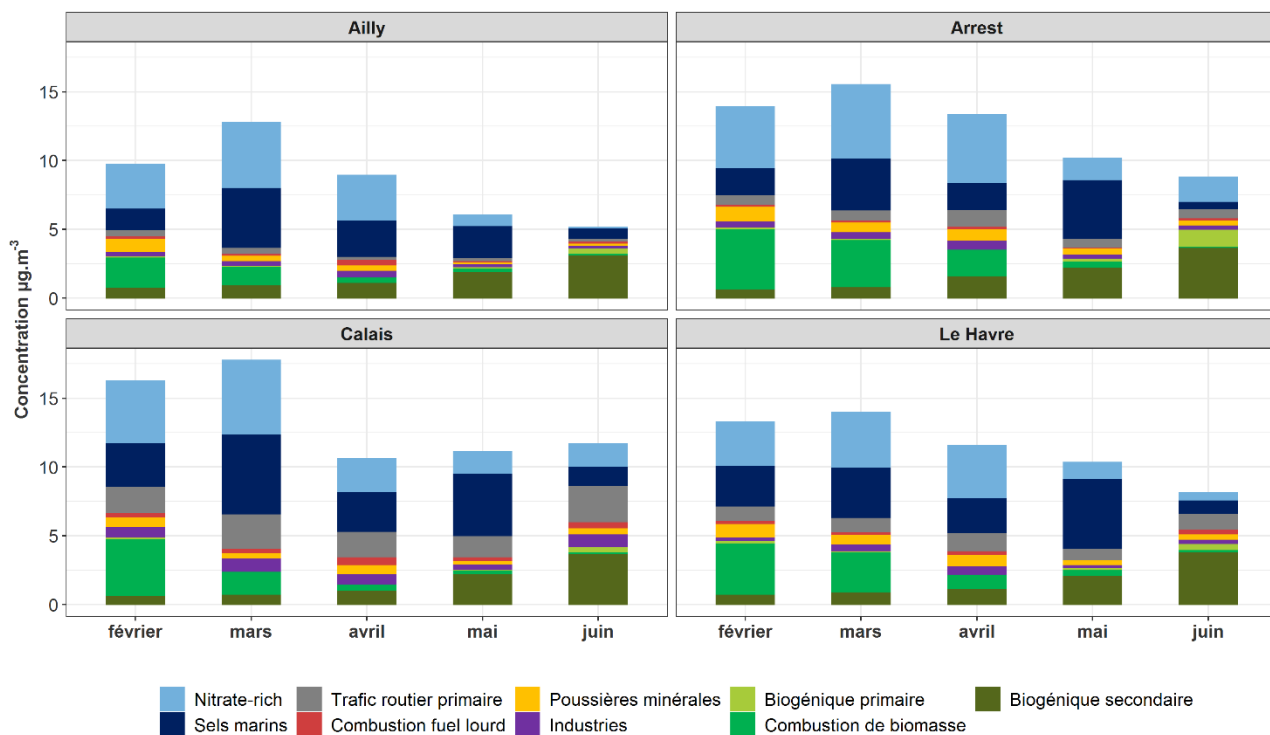 Ailly
Arrest
15
10
5
0
Calais
Le Havre
15
10
5
0
Concentration µg.m⁻³
février mars avril mai juin
février mars avril mai juin
Nitrate-rich Trafic routier primaire Poussières minérales Biogénique primaire Biogénique secondaire
Sels marins Combustion fuel lourd Industries Combustion de biomasse